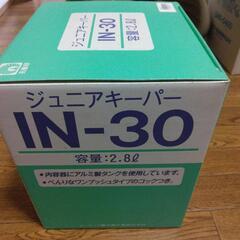 ジュニアキーパー
IN-30
容量:2.8ℓ
ジュニアキーパー
IN-30
容量:2.8ℓ
●内容器にアルミ製タンクを使用しています。
●べんりなワンプッシュタイプのコックつき。